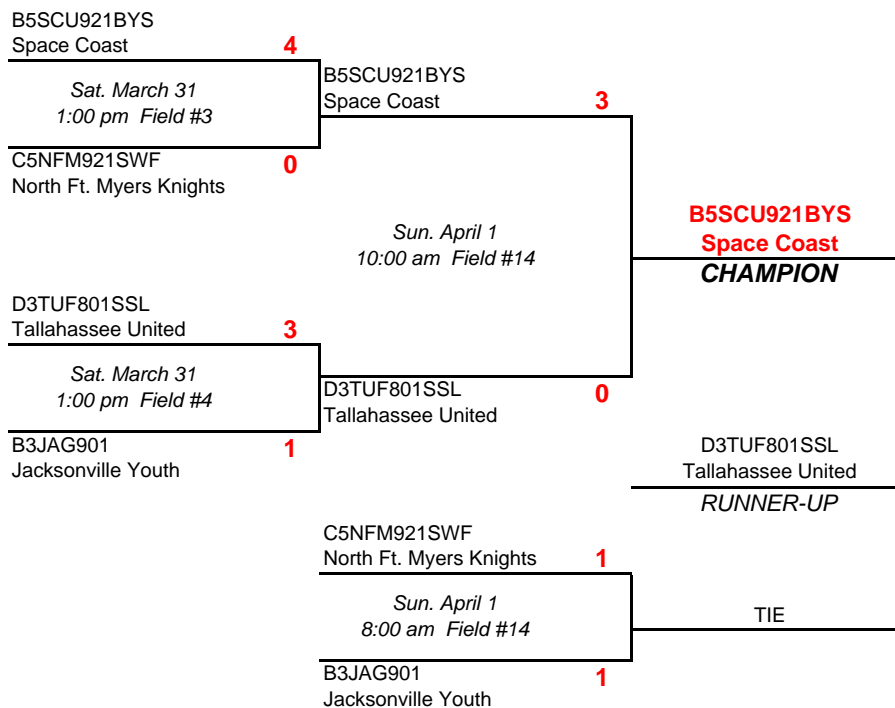 B5SCU921BYS
Space Coast 4
Sat. March 31
1:00 pm Field #3
C5NFM921SWF 0
North Ft. Myers Knights
B5SCU921BYS
Space Coast 3
Sun. April 1
10:00 am Field #14
B5SCU921BYS
Space Coast
CHAMPION
D3TUF801SSL
Tallahassee United 3
Sat. March 31
1:00 pm Field #4
B3JAG901 1
Jacksonville Youth
D3TUF801SSL 0
Tallahassee United
D3TUF801SSL
Tallahassee United
RUNNER-UP
C5NFM921SWF
North Ft. Myers Knights 1
Sun. April 1
8:00 am Field #14
TIE
B3JAG901 1
Jacksonville Youth